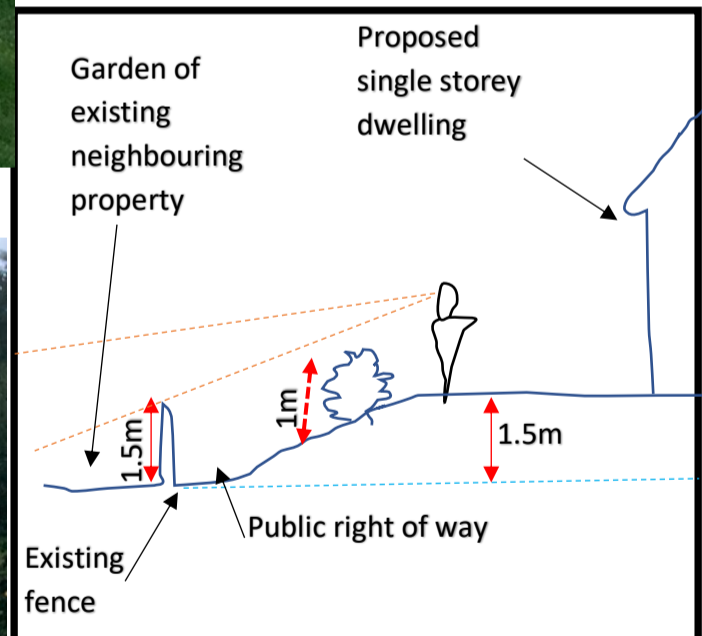 Proposed
single storey
dwelling
Garden of
existing
neighbouring
property
1.5m
1m
1.5m
Public right of way
Existing
fence